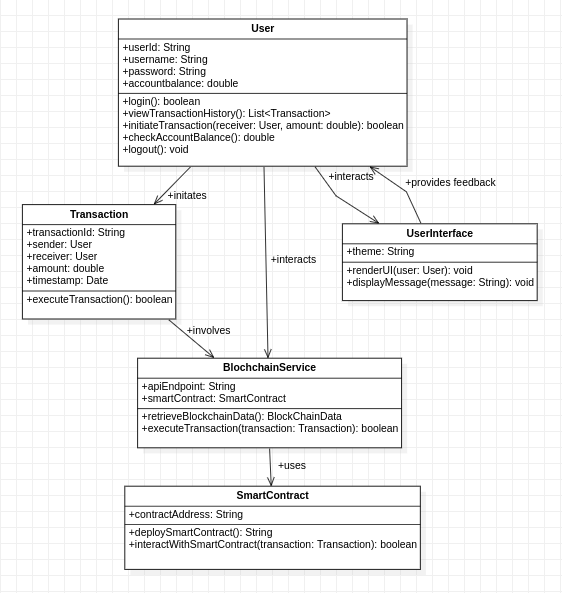 User
+userId: String
+username: String
+password: String
+accountbalance: double
+login(): boolean
+viewTransactionHistory(): List<Transaction>
+initiateTransaction(receiver: User, amount: double): boolean
+checkAccountBalance(): double
+logout(): void
+interacts
+provides feedback
+initates
Transaction
+transactionId: String
+sender: User
+receiver: User
+amount: double
+timestamp: Date
+executeTransaction(): boolean
UserInterface
+theme: String
+renderUI(user: User): void
+displayMessage(message: String): void
+interacts
+involves
BlochchainService
+apiEndpoint: String
+smartContract: SmartContract
+retrieveBlockchainData(): BlockChainData
+executeTransaction(transaction: Transaction): boolean
+uses
SmartContract
+contractAddress: String
+deploySmartContract(): String
+interactWithSmartContract(transaction: Transaction): boolean